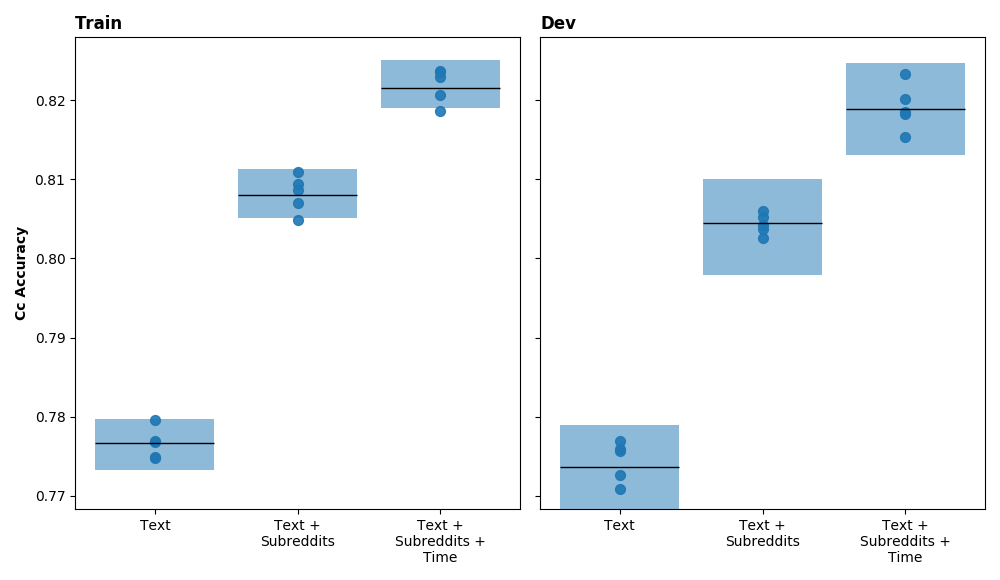 Train
Dev
Cc Accuracy
0.82
0.81
0.80
0.79
0.78
0.77
Text
Text +
Subreddits
Text +
Subreddits +
Time
Text
Text +
Subreddits
Text +
Subreddits +
Time